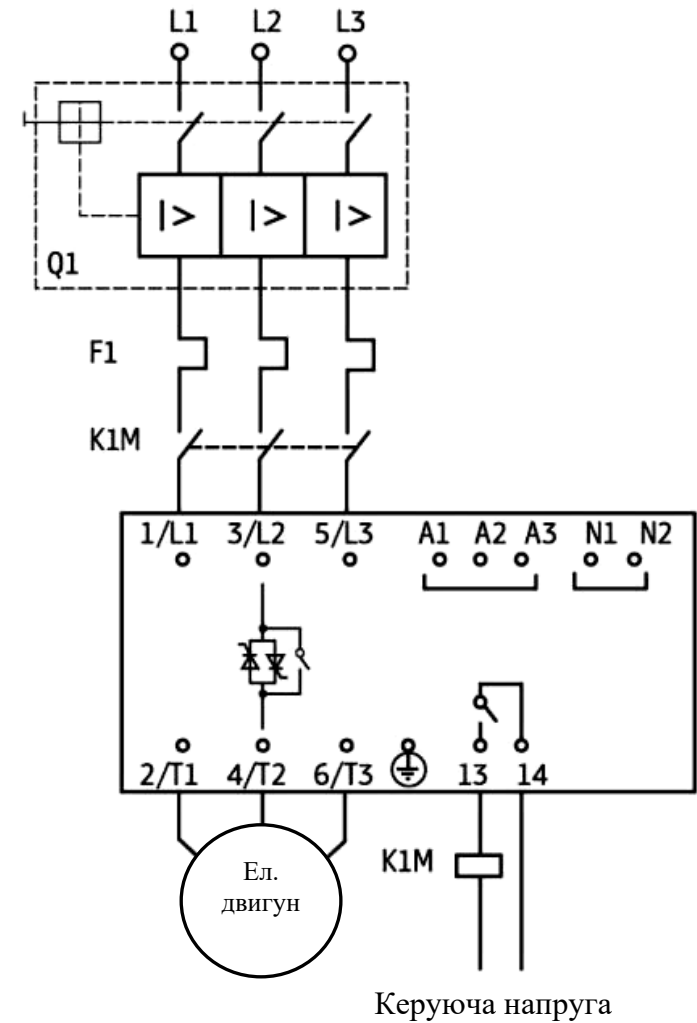 L1 L2 L3
I> I> I>
Q1
F1
K1M
1/L1 3/L2 5/L3 A1 A2 A3 N1 N2
2/T1 4/T2 6/T3 13 14
K1M
Ел.
двигун
Керуюча напруга